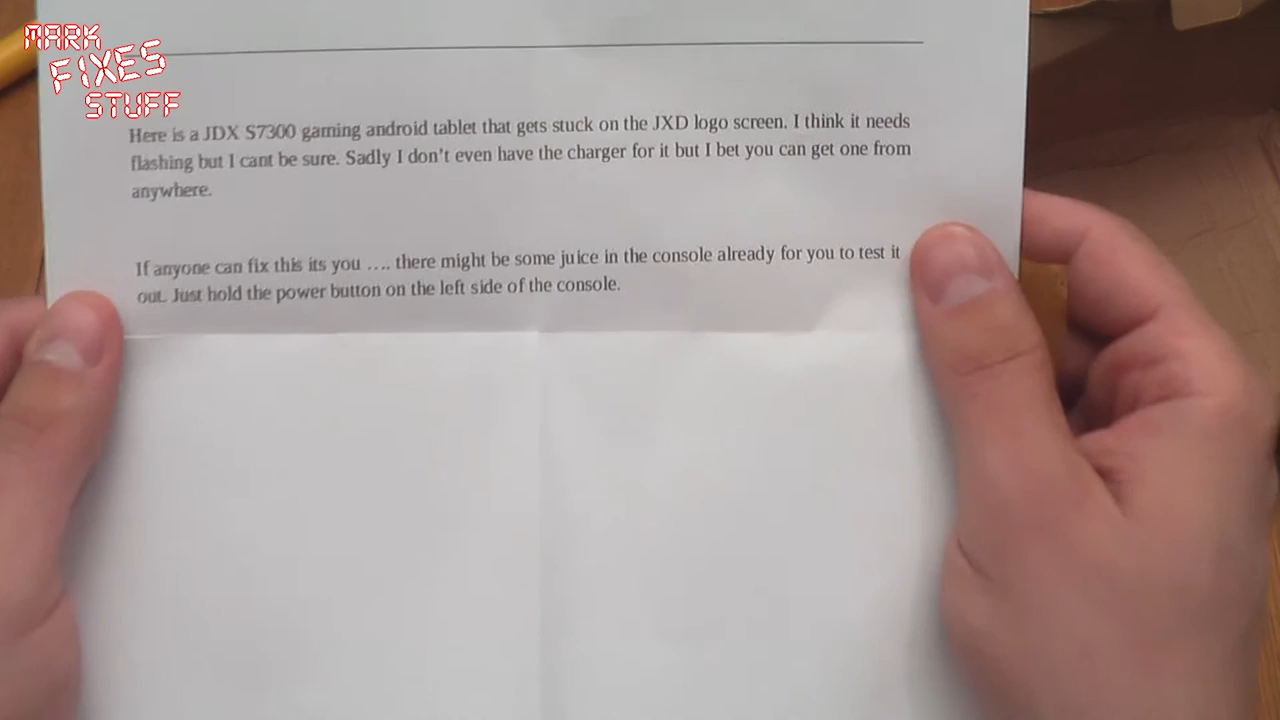 MARK
FIXES
STUFF
Here is a JDX S7300 gaming android tablet that gets stuck on the JXD logo screen. I think it needs
flashing but I cant be sure. Sadly I don't even have the charger for it but I bet you can get one from
anywhere.
If anyone can fix this its you …. there might be some juice in the console already for you to test it
out. Just hold the power button on the left side of the console.